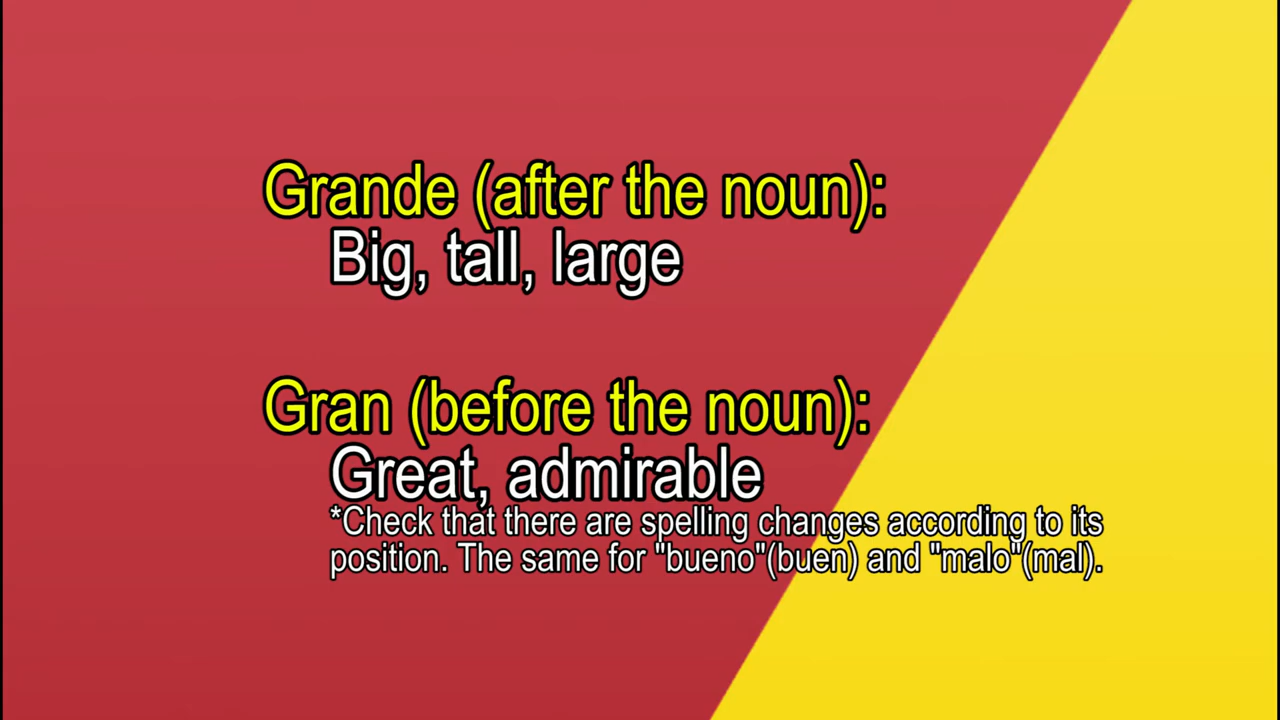 Grande (after the noun):
Big, tall, large
Gran (before the noun):
Great, admirable
*Check that there are spelling changes according to its
position. The same for "bueno"(buen) and "malo"(mal).